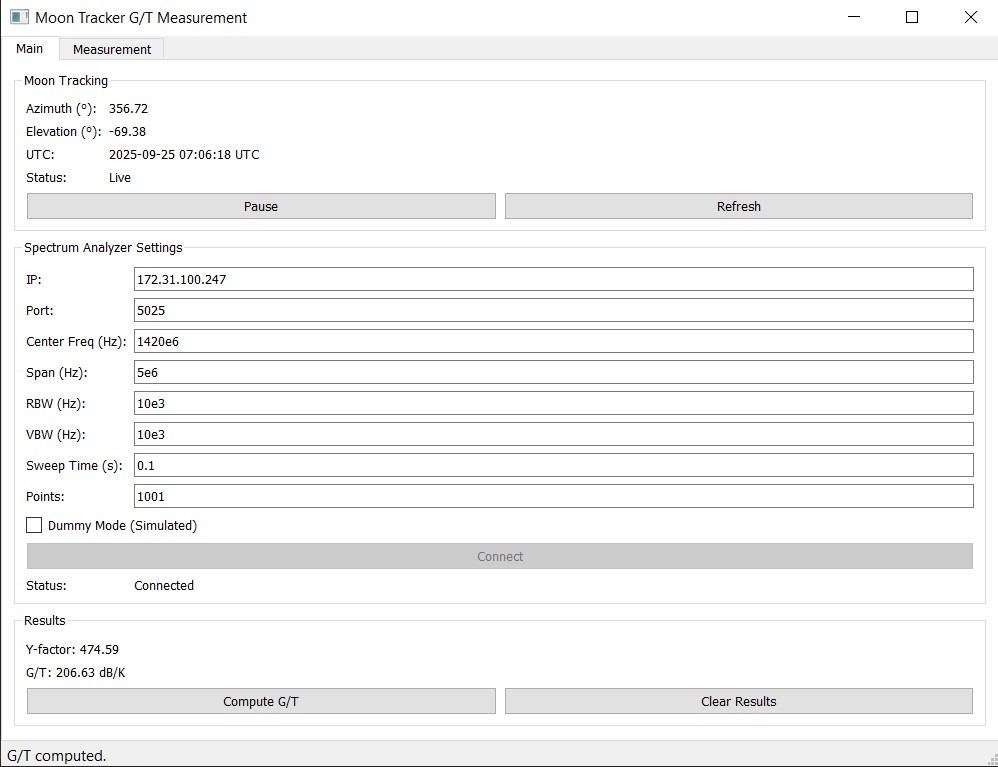 Moon Tracker G/T Measurement
Main Measurement
Moon Tracking
Azimuth (º): 356.72
Elevation (º): -69.38
UTC: 2025-09-25 07:06:18 UTC
Status: Live
Pause Refresh
Spectrum Analyzer Settings
IP: 172.31.100.247
Port: 5025
Center Freq (Hz): 1420e6
Span (Hz): 5e6
RBW (Hz): 10e3
VBW (Hz): 10e3
Sweep Time (s): 0.1
Points: 1001
Dummy Mode (Simulated)
Connect
Status: Connected
Results
Y-factor: 474.59
G/T: 206.63 dB/K
Compute G/T Clear Results
G/T computed.